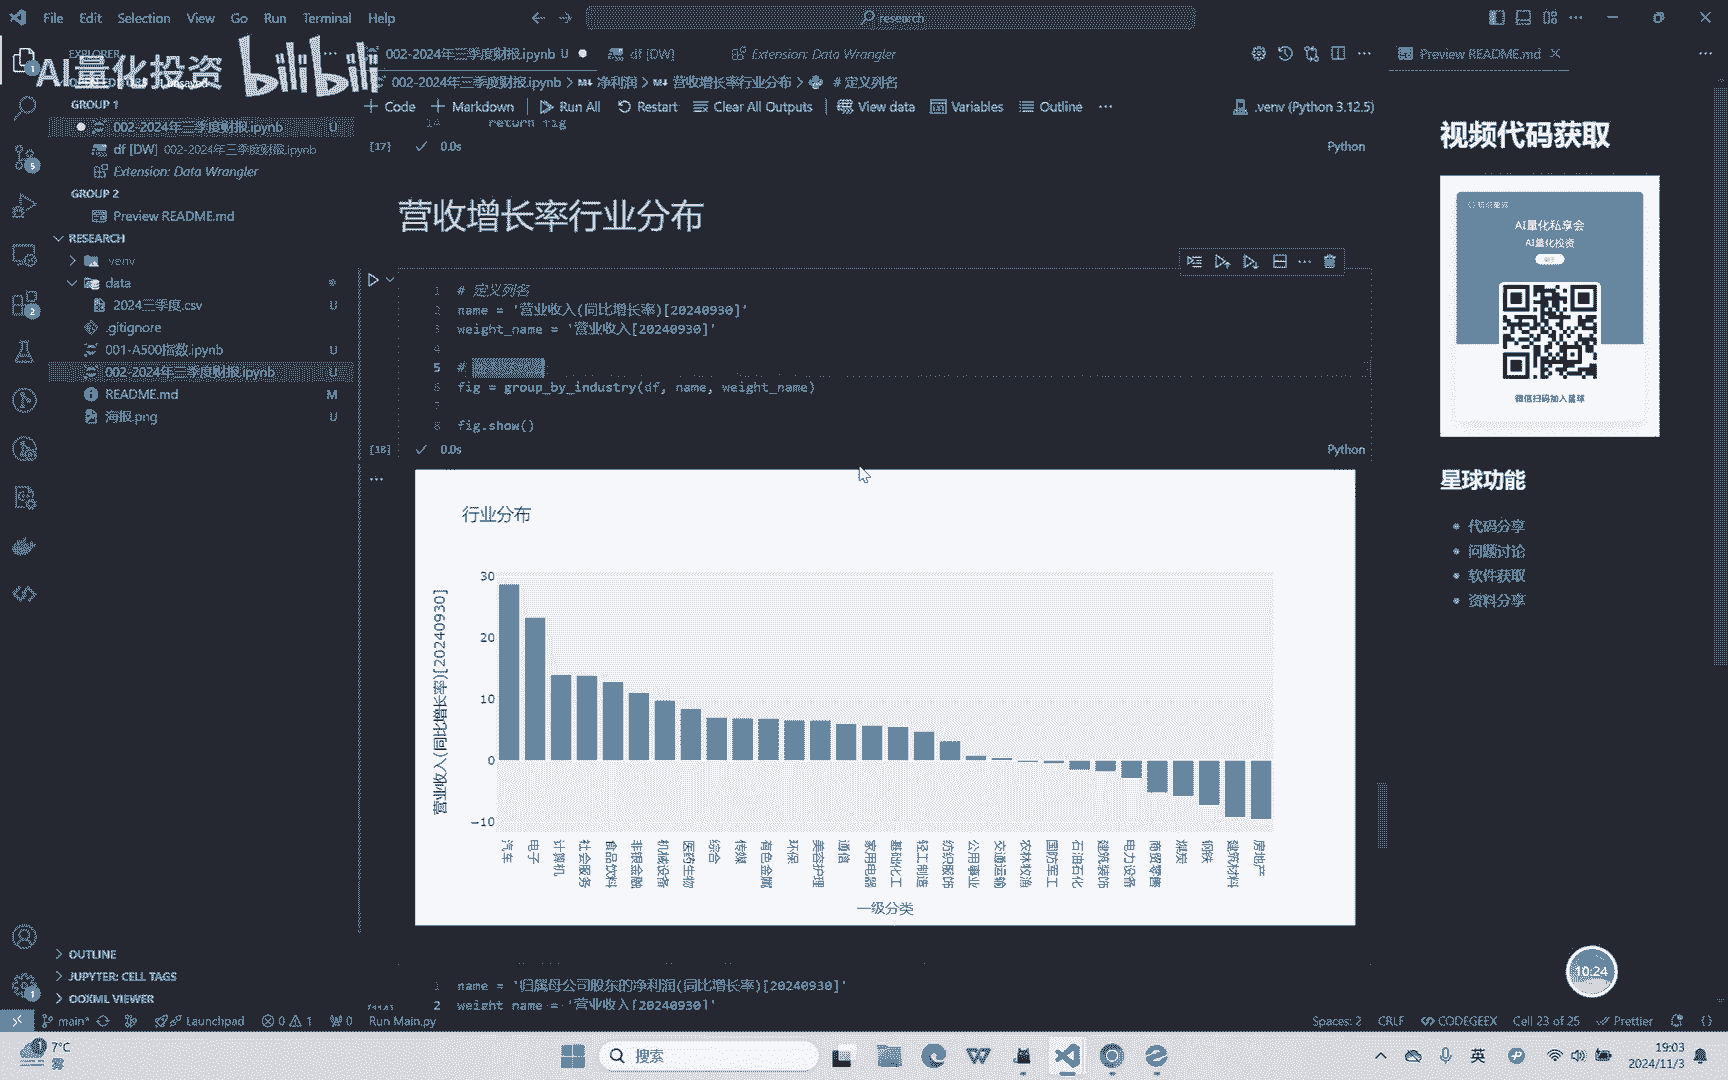 File Edit Selection View Go Run Terminal Help
research
AI量化投资 bilibili
EXPLORER
002-2024年三季度财报.ipynb U
df [DW]
Extension: Data Wrangler
Preview README.md
002-2024年三季度财报.ipynb > 净利润 > 营收增长率行业分布 > # 定义列名
Code Markdown Run All Restart Clear All Outputs View data Variables Outline
.venv (Python 3.12.5)
GROUP 1
002-2024年三季度财报.ipynb U
df [DW] 002-2024年三季度财报.ipynb
Extension: Data Wrangler
GROUP 2
Preview README.md
RESEARCH
.venv
data
2024三季度.csv U
.gitignore
001-A500指数.ipynb U
002-2024年三季度财报.ipynb U
README.md M
海报.png U
OUTLINE
JUPYTER: CELL TAGS
OOXML VIEWER
14 return fig
[17] 0.0s Python
营收增长率行业分布
1 # 定义列名
2 name = '营业收入(同比增长率)[20240930]'
3 weight_name = '营业收入[20240930]'
4
5 #
6 fig = group_by_industry(df, name, weight_name)
7
8 fig.show()
[18] 0.0s Python
行业分布
营业收入(同比增长率)[20240930]
30
20
10
0
−10
汽车 电子 计算机 社会服务 食品饮料 非银金融 机械设备 医药生物 综合 传媒 有色金属 环保 美容护理 通信 家用电器 基础化工 轻工制造 纺织服饰 公用事业 交通运输 农林牧渔 国防军工 石油石化 建筑装饰 电力设备 商贸零售 煤炭 钢铁 建筑材料 房地产
一级分类
1 name = '归属母公司股东的净利润(同比增长率)[20240930]'
2 weight_name = '营业收入[20240930]'
视频代码获取
知识星球
AI量化私享会
AI量化投资
微信扫码加入星球
星球功能
代码分享
问题讨论
软件获取
资料分享
10:24
main* Launchpad 0 1 0 Run Main.py
Spaces: 2 CRLF CODEGEEX Cell 23 of 25 Prettier
7°C
雾
搜索
英
19:03
2024/11/3